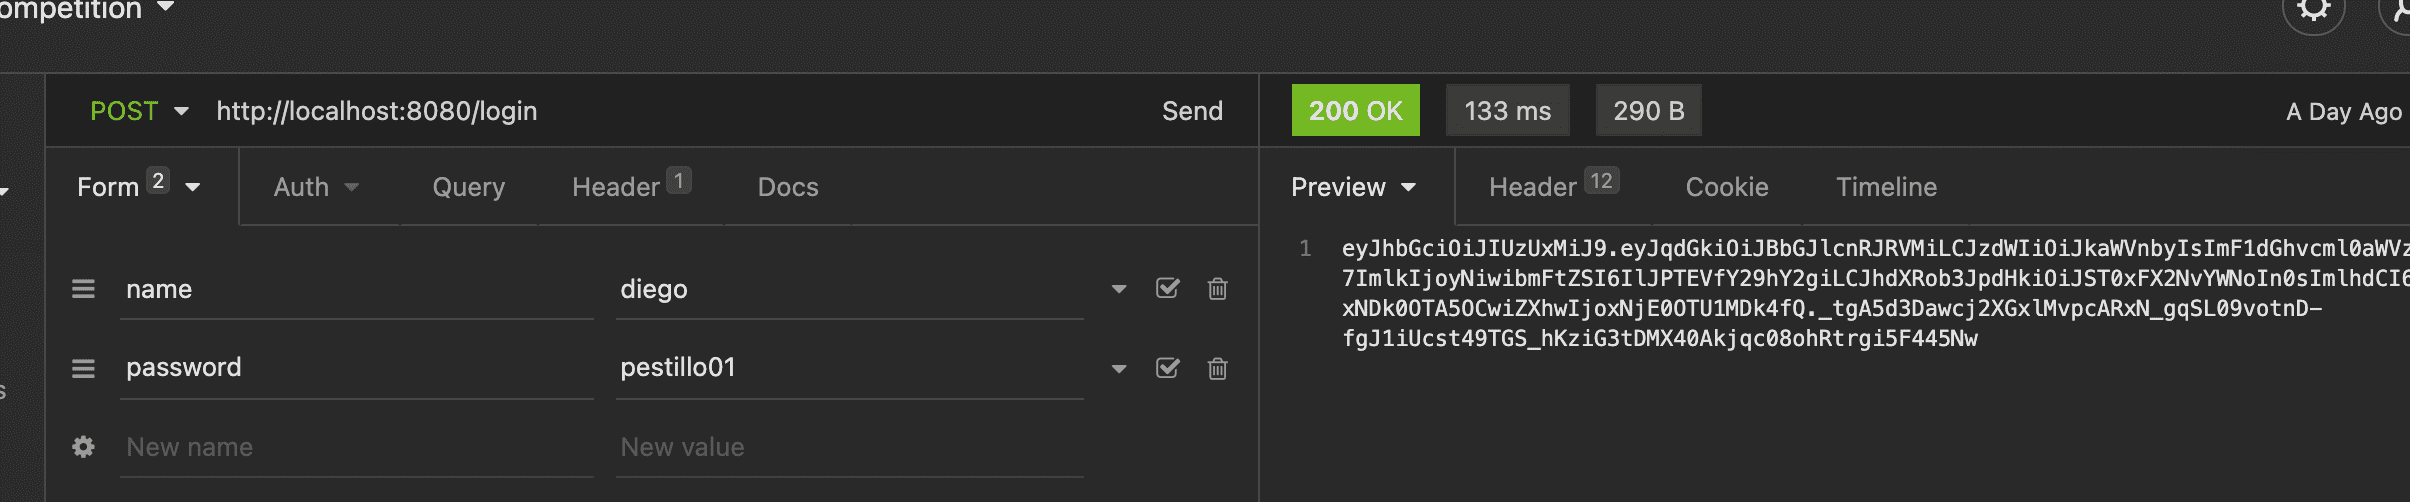 ompetition
POST http://localhost:8080/login Send 200 OK 133 ms 290 B A Day Ago
Form 2 Auth Query Header 1 Docs Preview Header 12 Cookie Timeline
1 eyJhbGciOiJIUzUxMiJ9.eyJqdGkiOiJBbGJlcnRJRVMiLCJzdWIiOiJkaWVnbyIsImF1dGhvcml0aWVz
7ImlkIjoyNiwibmFtZSI6IlJPTEVfY29hY2giLCJhdXRob3JpdHkiOiJST0xFX2NvYWNoIn0sImlhdCI6
xNDk0OTA5OCwiZXhwIjoxNjE0OTU1MDk4fQ._tgA5d3Dawcj2XGxlMvpcARxN_gqSL09votnD-
fgJ1iUcst49TGS_hKziG3tDMX40Akjqc08ohRtrgi5F445Nw
name diego
password pestillo01
New name New value
s